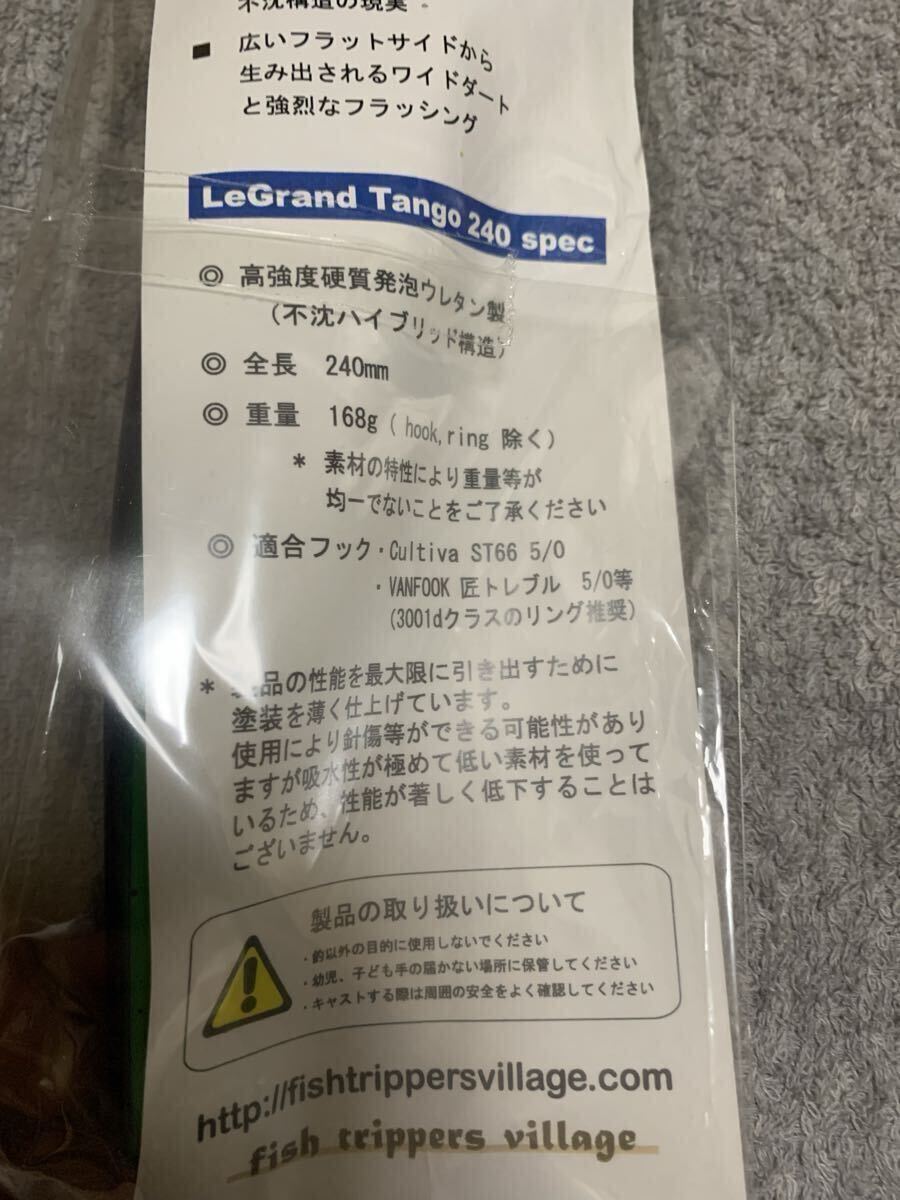 不沈構造の現実。
■ 広いフラットサイドから
生み出されるワイドダート
と強烈なフラッシング
LeGrand Tango 240 spec
◎ 高強度硬質発泡ウレタン製
(不沈ハイブリッド構造)
◎ 全長 240mm
◎ 重量 168g ( hook,ring 除く)
* 素材の特性により重量等が
均一でないことをご了承ください
◎ 適合フック・Cultiva ST66 5/0
・VANFOOK 匠トレブル 5/0等
(300ldクラスのリング推奨)
* 品の性能を最大限に引き出すために
塗装を薄く仕上げています。
使用により針傷等ができる可能性があり
ますが吸水性が極めて低い素材を使って
いるため、性能が著しく低下することは
ございません。
製品の取り扱いについて
・釣以外の目的に使用しないでください
・幼児、子ども手の届かない場所に保管してください
・キャストする際は周囲の安全をよく確認してください
http://fishtrippersvillage.com
fish trippers village